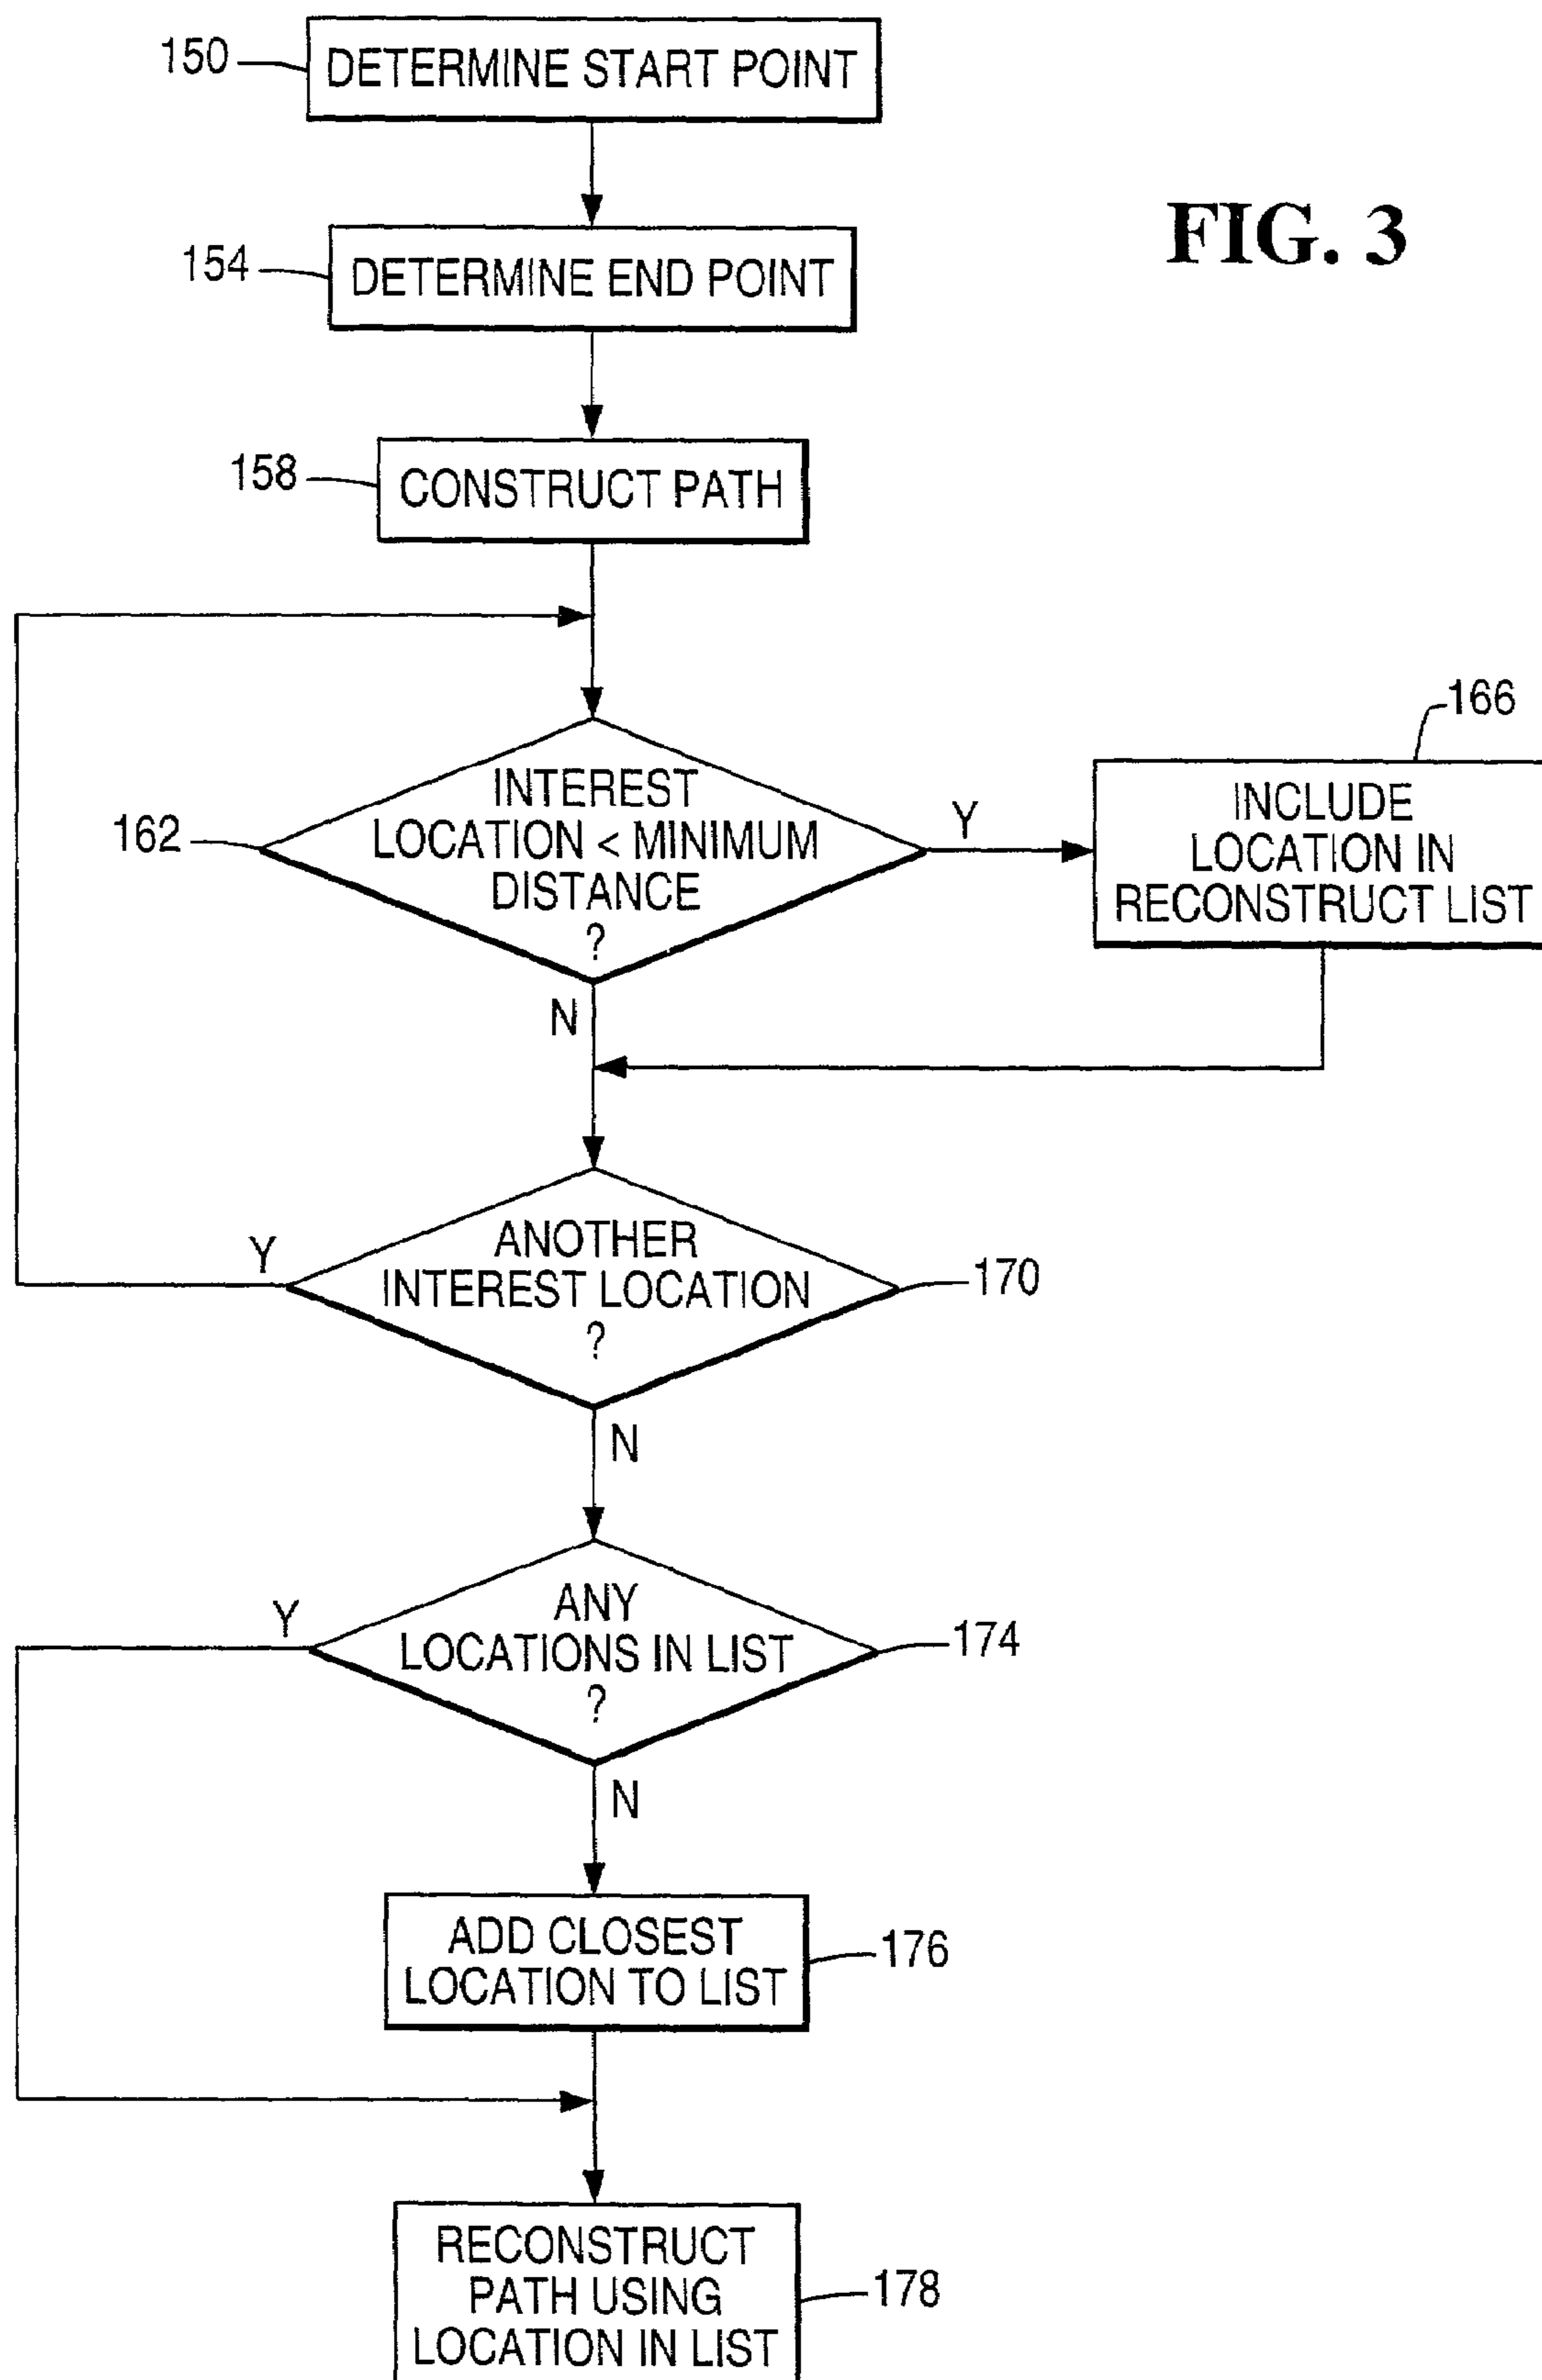 150
DETERMINE START POINT
FIG. 3
154
DETERMINE END POINT
158
CONSTRUCT PATH
162
INTEREST
LOCATION < MINIMUM
DISTANCE
?
Y
166
INCLUDE
LOCATION IN
RECONSTRUCT LIST
N
Y
ANOTHER
INTEREST LOCATION
?
170
N
Y
ANY
LOCATIONS IN LIST
?
174
N
ADD CLOSEST
LOCATION TO LIST
176
RECONSTRUCT
PATH USING
LOCATION IN LIST
178